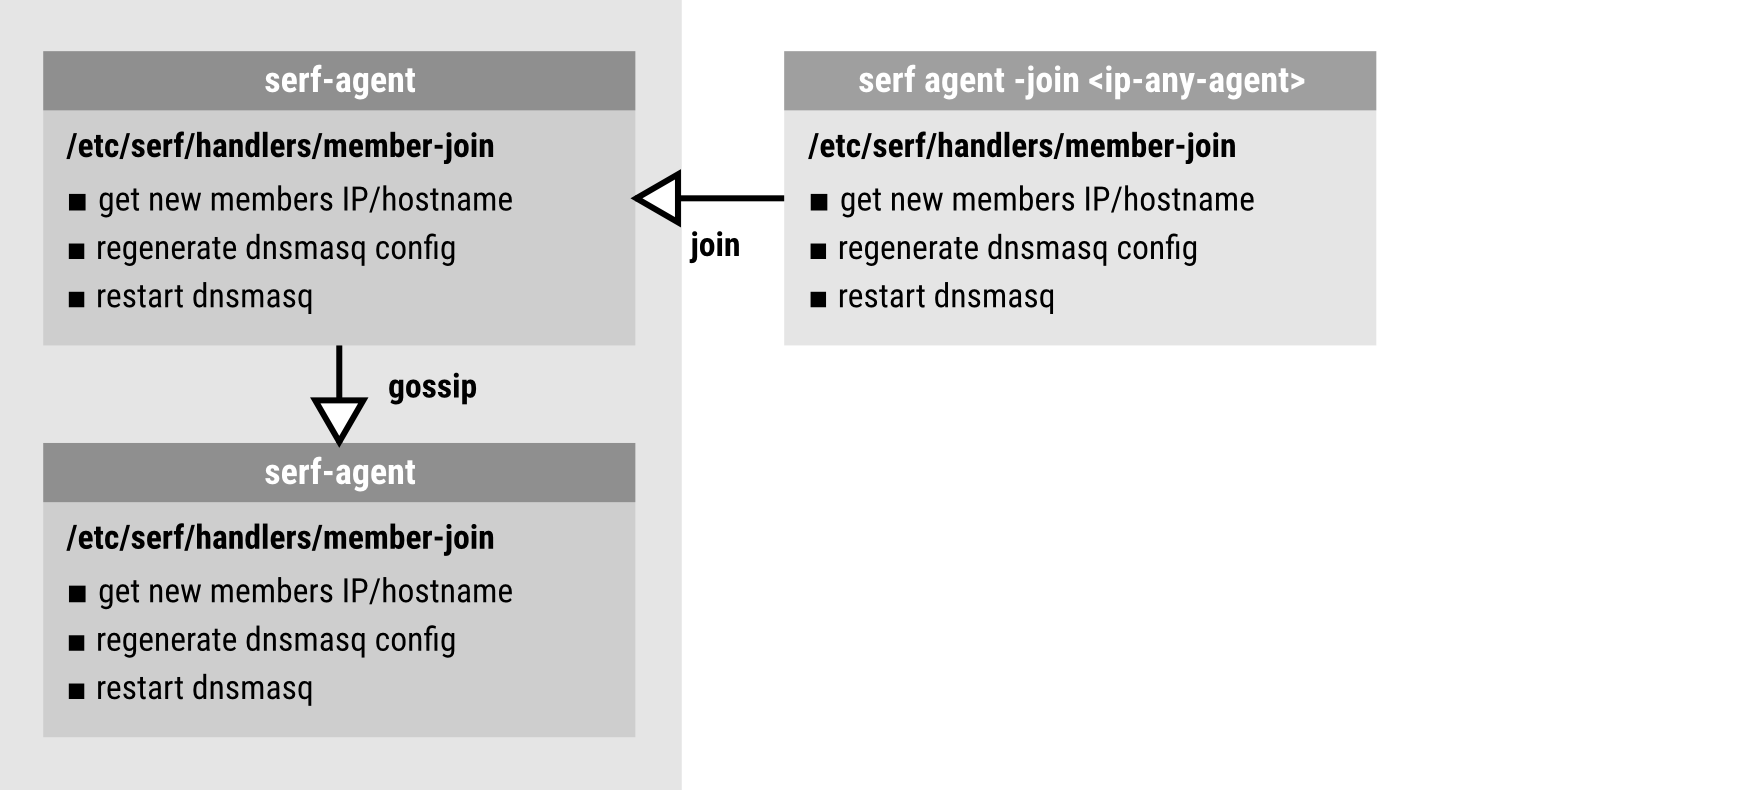 serf-agent
/etc/serf/handlers/member-join
■ get new members IP/hostname
■ regenerate dnsmasq config
■ restart dnsmasq
join
serf agent -join <ip-any-agent>
/etc/serf/handlers/member-join
■ get new members IP/hostname
■ regenerate dnsmasq config
■ restart dnsmasq
gossip
serf-agent
/etc/serf/handlers/member-join
■ get new members IP/hostname
■ regenerate dnsmasq config
■ restart dnsmasq